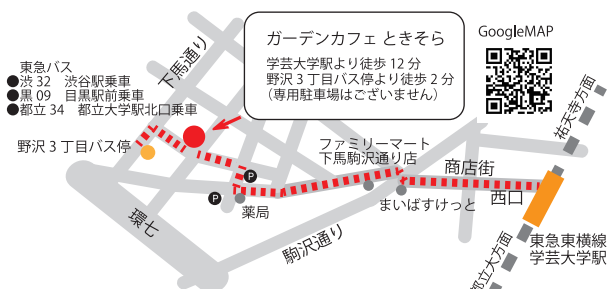 東急バス
●渋 32　渋谷駅乗車
●黒 09　目黒駅前乗車
●都立 34　都立大学駅北口乗車
野沢 3 丁目バス停
下馬通り
ガーデンカフェ ときそら
学芸大学駅より徒歩 12 分
野沢 3 丁目バス停より徒歩 2 分
（専用駐車場はございません）
GoogleMAP
祐天寺方面
ファミリーマート
下馬駒沢通り店
商店街
西口
まいばすけっと
P
P
薬局
環七
駒沢通り
東急東横線
学芸大学駅
都立大方面